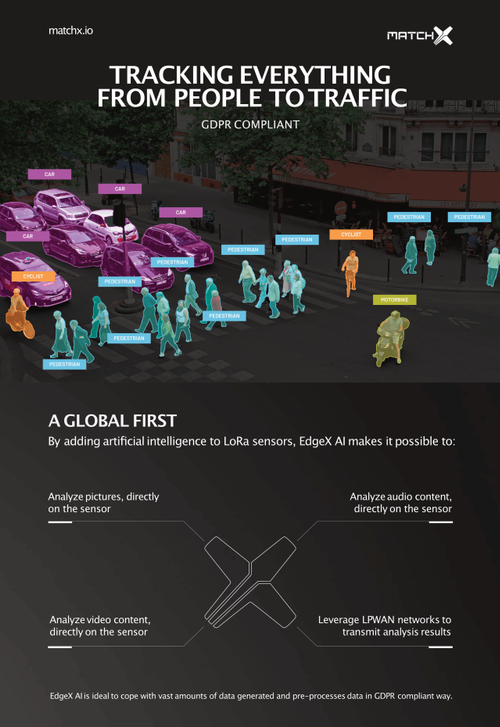 matchx.io
MATCHX
TRACKING EVERYTHING
FROM PEOPLE TO TRAFFIC
GDPR COMPLIANT
CAR
CAR
CAR
PEDESTRIAN
PEDESTRIAN
CAR
CYCLIST
PEDESTRIAN
PEDESTRIAN
PEDESTRIAN
CYCLIST
PEDESTRIAN
MOTORBIKE
PEDESTRIAN
PEDESTRIAN
PEDESTRIAN
A GLOBAL FIRST
By adding artificial intelligence to LoRa sensors, EdgeX AI makes it possible to:
Analyze pictures, directly
on the sensor
Analyze audio content,
directly on the sensor
Analyze video content,
directly on the sensor
Leverage LPWAN networks to
transmit analysis results
EdgeX AI is ideal to cope with vast amounts of data generated and pre-processes data in GDPR compliant way.